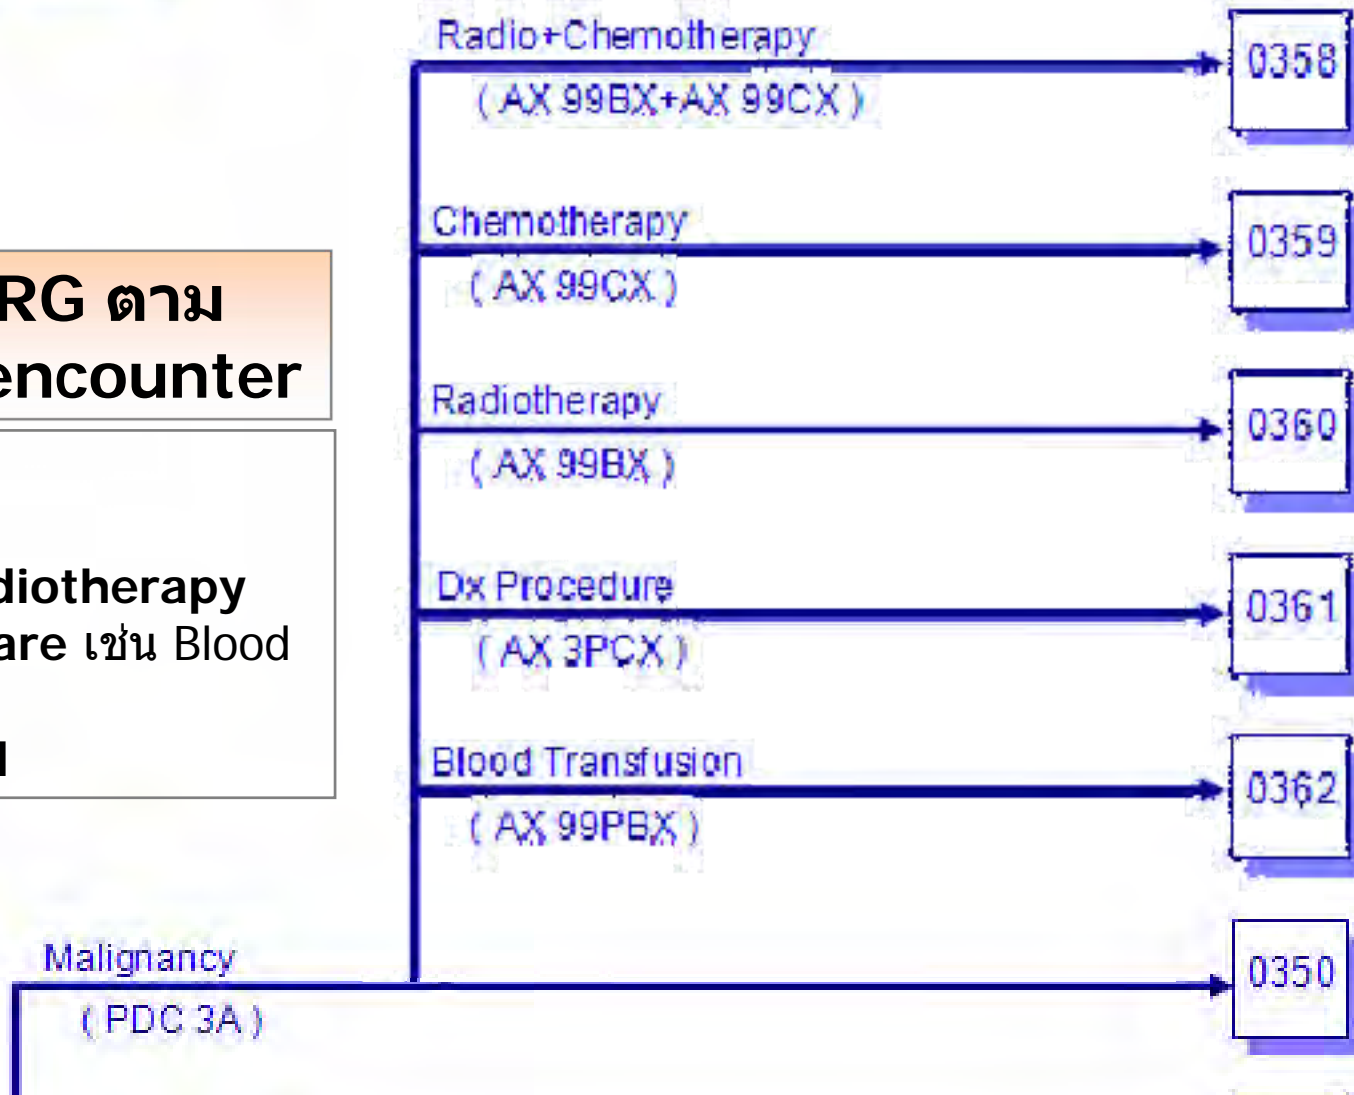 Radio+Chemotherapy
( AX 99BX+AX 99CX )
0358
Chemotherapy
( AX 99CX )
0359
RG ตาม
encounter
Radiotherapy
( AX 99BX )
0360
diotherapy
are เช่น Blood
Dx Procedure
( AX 3PCX )
0361
Blood Transfusion
( AX 99PBX )
0362
Malignancy
( PDC 3A )
0350